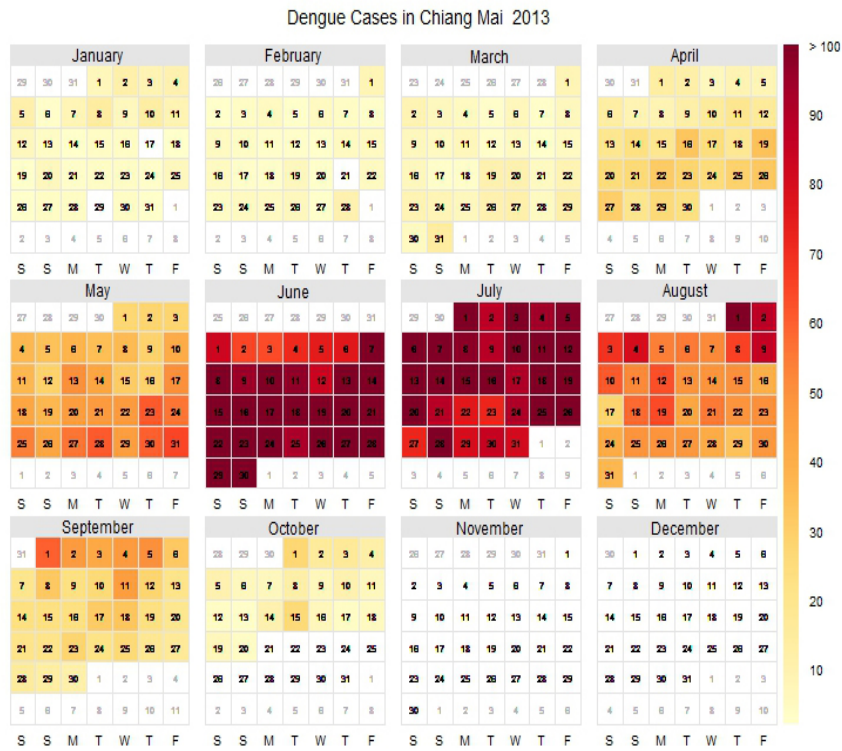 Dengue Cases in Chiang Mai 2013
January
29 30 31 1 2 3 4
5 6 7 8 9 10 11
12 13 14 15 16 17 18
19 20 21 22 23 24 25
26 27 28 29 30 31 1
2 3 4 5 6 7 8
S S M T W T F
February
26 27 28 29 30 31 1
2 3 4 5 6 7 8
9 10 11 12 13 14 15
16 17 18 19 20 21 22
23 24 25 26 27 28 1
2 3 4 5 6 7 8
S S M T W T F
March
23 24 25 26 27 28 1
2 3 4 5 6 7 8
9 10 11 12 13 14 15
16 17 18 19 20 21 22
23 24 25 26 27 28 29
30 31 1 2 3 4 5
S S M T W T F
April
30 31 1 2 3 4 5
6 7 8 9 10 11 12
13 14 15 16 17 18 19
20 21 22 23 24 25 26
27 28 29 30 1 2 3
4 5 6 7 8 9 10
S S M T W T F
May
27 28 29 30 1 2 3
4 5 6 7 8 9 10
11 12 13 14 15 16 17
18 19 20 21 22 23 24
25 26 27 28 29 30 31
1 2 3 4 5 6 7
S S M T W T F
June
25 26 27 28 29 30 31
1 2 3 4 5 6 7
8 9 10 11 12 13 14
15 16 17 18 19 20 21
22 23 24 25 26 27 28
29 30 1 2 3 4 5
S S M T W T F
July
29 30 1 2 3 4 5
6 7 8 9 10 11 12
13 14 15 16 17 18 19
20 21 22 23 24 25 26
27 28 29 30 31 1 2
3 4 5 6 7 8 9
S S M T W T F
August
27 28 29 30 31 1 2
3 4 5 6 7 8 9
10 11 12 13 14 15 16
17 18 19 20 21 22 23
24 25 26 27 28 29 30
31 1 2 3 4 5 6
S S M T W T F
September
31 1 2 3 4 5 6
7 8 9 10 11 12 13
14 15 16 17 18 19 20
21 22 23 24 25 26 27
28 29 30 1 2 3 4
5 6 7 8 9 10 11
S S M T W T F
October
28 29 30 1 2 3 4
5 6 7 8 9 10 11
12 13 14 15 16 17 18
19 20 21 22 23 24 25
26 27 28 29 30 31 1
2 3 4 5 6 7 8
S S M T W T F
November
26 27 28 29 30 31 1
2 3 4 5 6 7 8
9 10 11 12 13 14 15
16 17 18 19 20 21 22
23 24 25 26 27 28 29
30 1 2 3 4 5 6
S S M T W T F
December
30 1 2 3 4 5 6
7 8 9 10 11 12 13
14 15 16 17 18 19 20
21 22 23 24 25 26 27
28 29 30 31 1 2 3
4 5 6 7 8 9 10
S S M T W T F
> 100
90
80
70
60
50
40
30
20
10